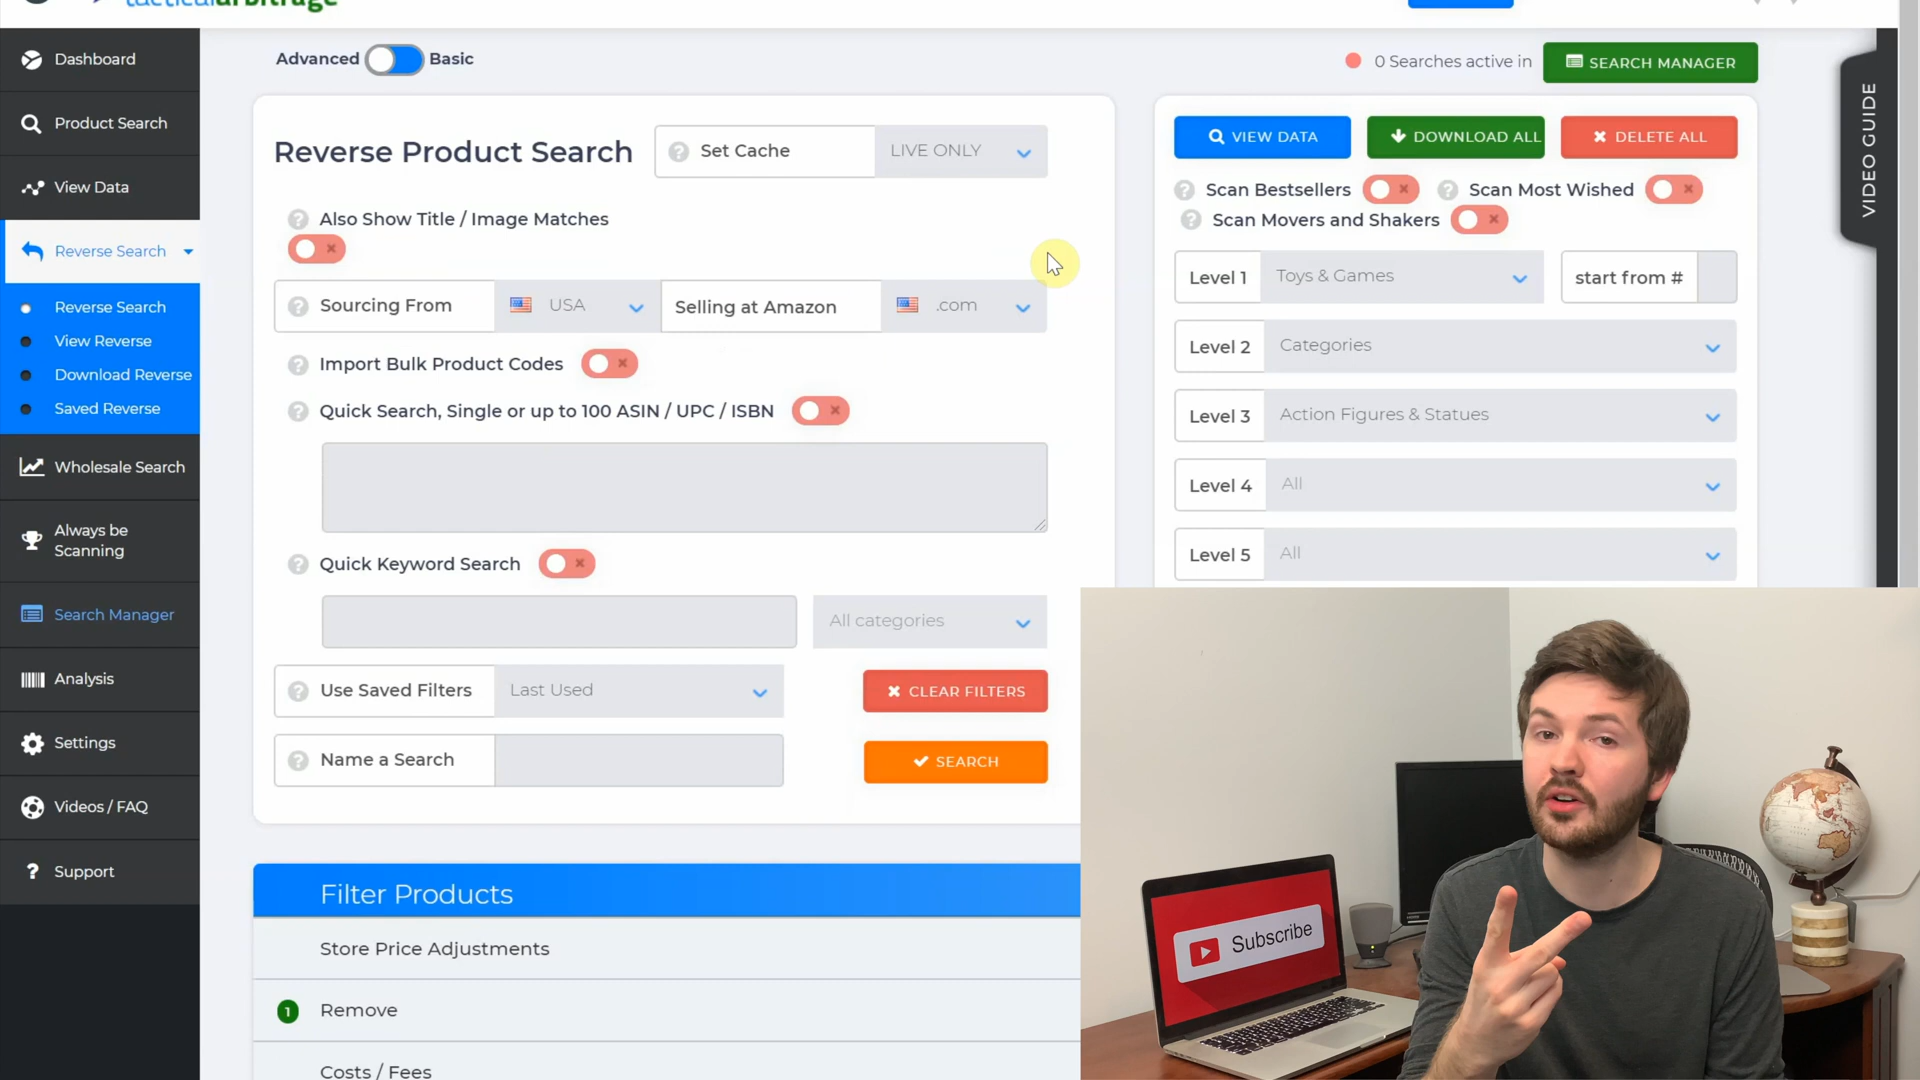 tacticalarbitrage
Advanced Basic
0 Searches active in SEARCH MANAGER
Dashboard
Product Search
View Data
Reverse Search
Reverse Search
View Reverse
Download Reverse
Saved Reverse
Wholesale Search
Always be
Scanning
Search Manager
Analysis
Settings
Videos / FAQ
? Support
Reverse Product Search
? Set Cache LIVE ONLY
? Also Show Title / Image Matches
? Sourcing From USA Selling at Amazon .com
? Import Bulk Product Codes
? Quick Search, Single or up to 100 ASIN / UPC / ISBN
? Quick Keyword Search
All categories
? Use Saved Filters Last Used
CLEAR FILTERS
? Name a Search
SEARCH
Filter Products
Store Price Adjustments
1 Remove
Costs / Fees
VIEW DATA DOWNLOAD ALL DELETE ALL
? Scan Bestsellers ? Scan Most Wished
? Scan Movers and Shakers
Level 1 Toys & Games start from #
Level 2 Categories
Level 3 Action Figures & Statues
Level 4 All
Level 5 All
VIDEO GUIDE
Subscribe